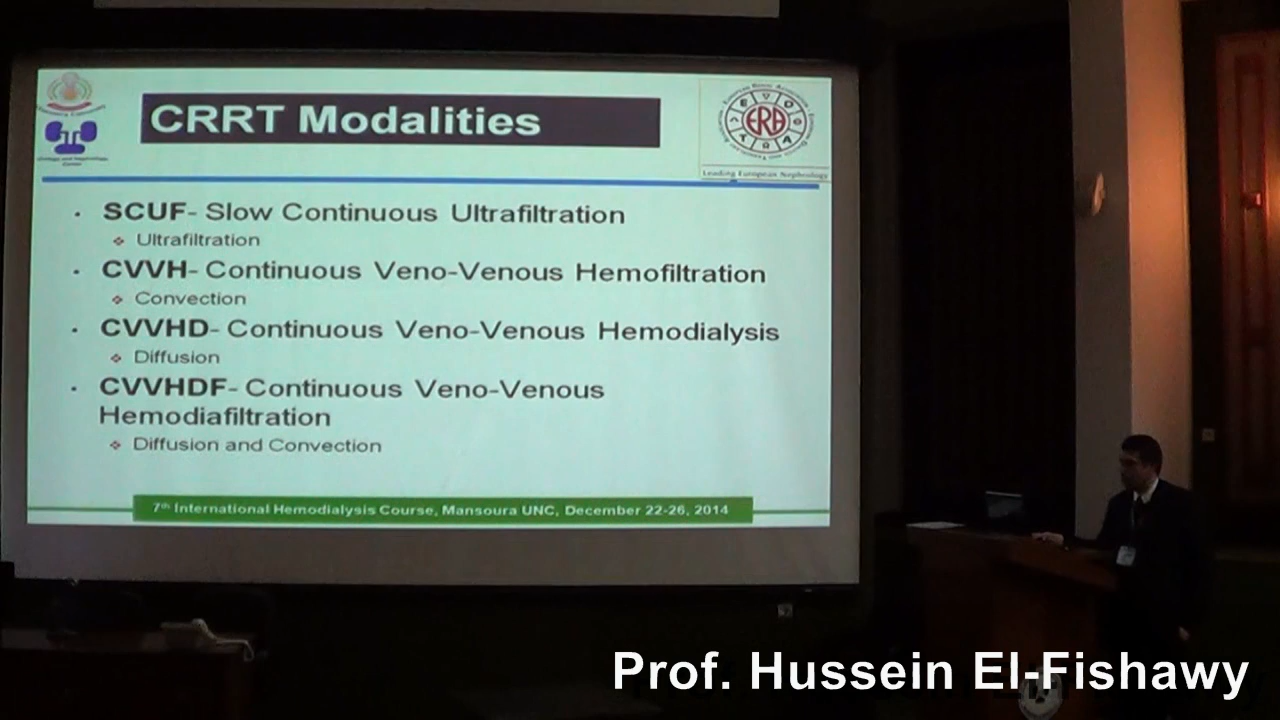 CRRT Modalities
ERA
Leading European Nephrology
• SCUF- Slow Continuous Ultrafiltration
❖ Ultrafiltration
• CVVH- Continuous Veno-Venous Hemofiltration
❖ Convection
• CVVHD- Continuous Veno-Venous Hemodialysis
❖ Diffusion
• CVVHDF- Continuous Veno-Venous
Hemodiafiltration
❖ Diffusion and Convection
7th International Hemodialysis Course, Mansoura UNC, December 22-26, 2014
Prof. Hussein El-Fishawy